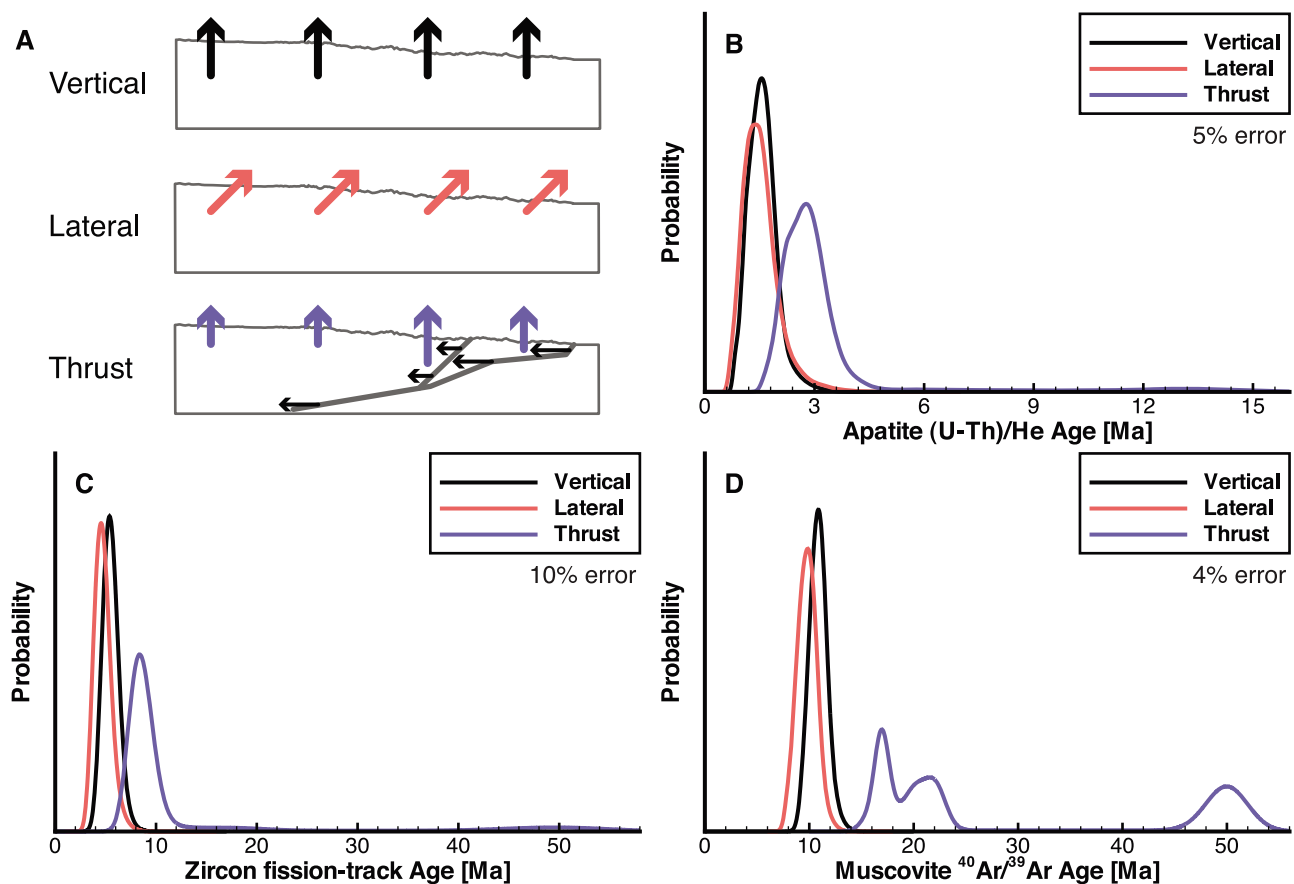 A
Vertical
Lateral
Thrust
B
Vertical
Lateral
Thrust
5% error
Probability
0 3 6 9 12 15
Apatite (U-Th)/He Age [Ma]
C
Vertical
Lateral
Thrust
10% error
Probability
0 10 20 30 40 50
Zircon fission-track Age [Ma]
D
Vertical
Lateral
Thrust
4% error
Probability
0 10 20 30 40 50
Muscovite ⁴⁰Ar/³⁹Ar Age [Ma]